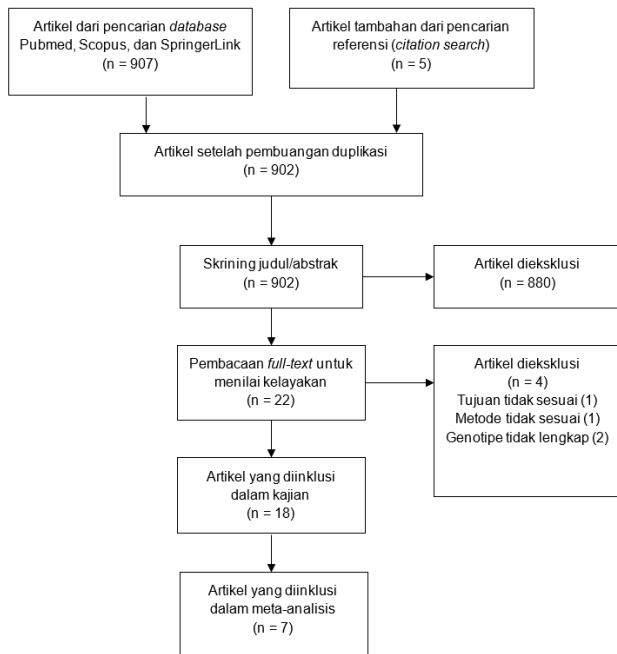 Artikel dari pencarian database
Pubmed, Scopus, dan SpringerLink
(n = 907)
Artikel tambahan dari pencarian
referensi (citation search)
(n = 5)
Artikel setelah pembuangan duplikasi
(n = 902)
Skrining judul/abstrak
(n = 902)
Artikel dieksklusi
(n = 880)
Pembacaan full-text untuk
menilai kelayakan
(n = 22)
Artikel dieksklusi
(n = 4)
Tujuan tidak sesuai (1)
Metode tidak sesuai (1)
Genotipe tidak lengkap (2)
Artikel yang diinklusi
dalam kajian
(n = 18)
Artikel yang diinklusi
dalam meta-analisis
(n = 7)